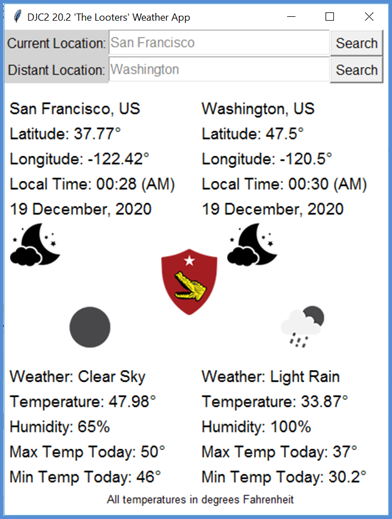 DJC2 20.2 'The Looters' Weather App
Current Location: San Francisco Search
Distant Location: Washington Search
San Francisco, US
Latitude: 37.77°
Longitude: -122.42°
Local Time: 00:28 (AM)
19 December, 2020
Washington, US
Latitude: 47.5°
Longitude: -120.5°
Local Time: 00:30 (AM)
19 December, 2020
Weather: Clear Sky
Temperature: 47.98°
Humidity: 65%
Max Temp Today: 50°
Min Temp Today: 46°
Weather: Light Rain
Temperature: 33.87°
Humidity: 100%
Max Temp Today: 37°
Min Temp Today: 30.2°
All temperatures in degrees Fahrenheit